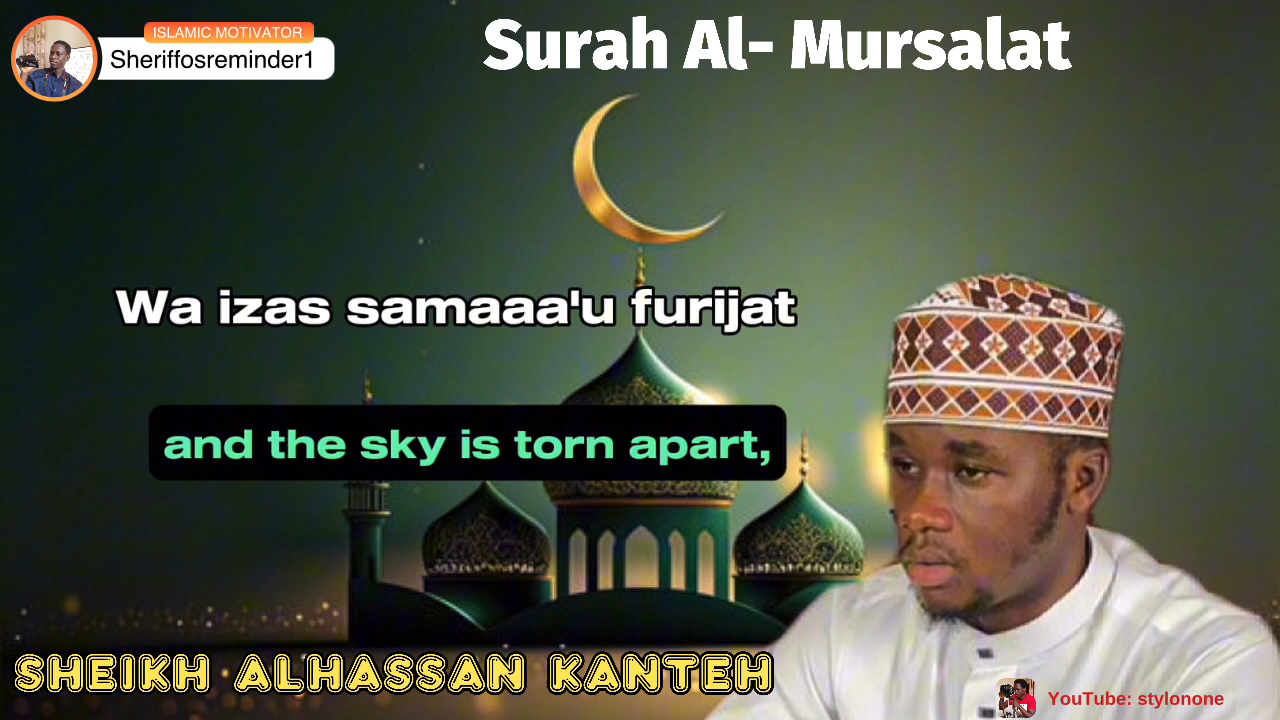 ISLAMIC MOTIVATOR
Sheriffosreminder1
Surah Al- Mursalat
Wa izas samaaa'u furijat
and the sky is torn apart,
SHEIKH ALHASSAN KANTEH
YouTube: stylonone